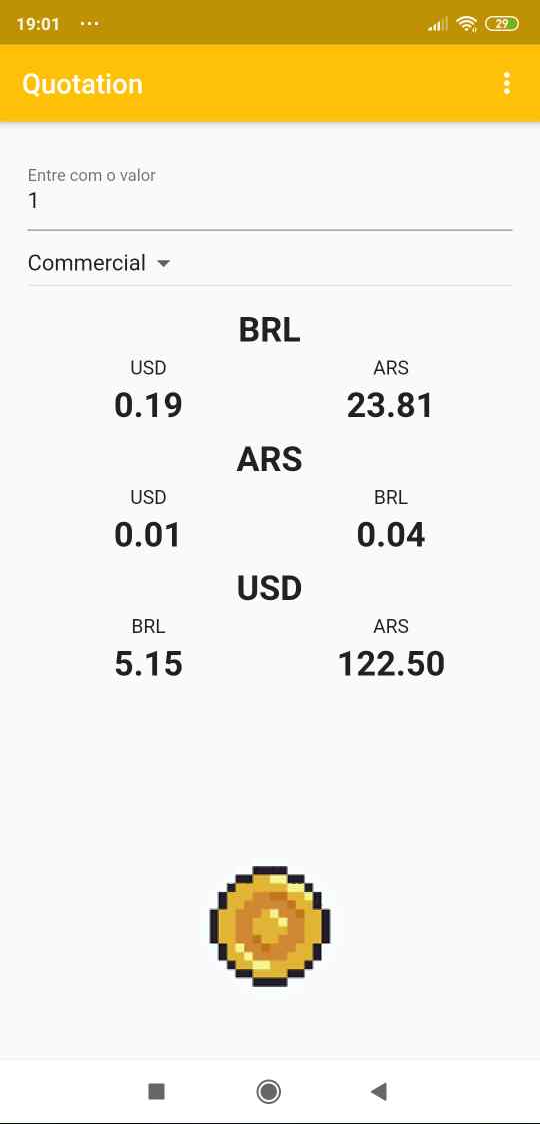 19:01 ... 29
Quotation
Entre com o valor
1
Commercial
BRL
USD ARS
0.19 23.81
ARS
USD BRL
0.01 0.04
USD
BRL ARS
5.15 122.50